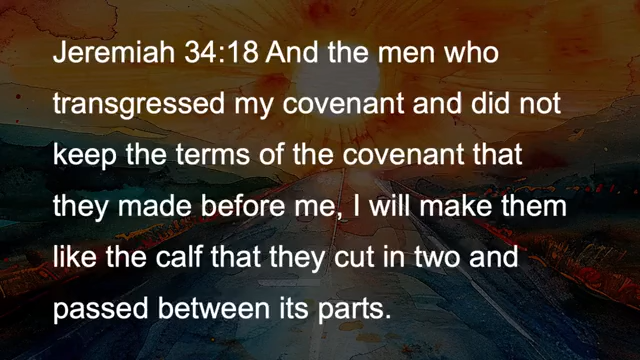 Jeremiah 34:18 And the men who
transgressed my covenant and did not
keep the terms of the covenant that
they made before me, I will make them
like the calf that they cut in two and
passed between its parts.